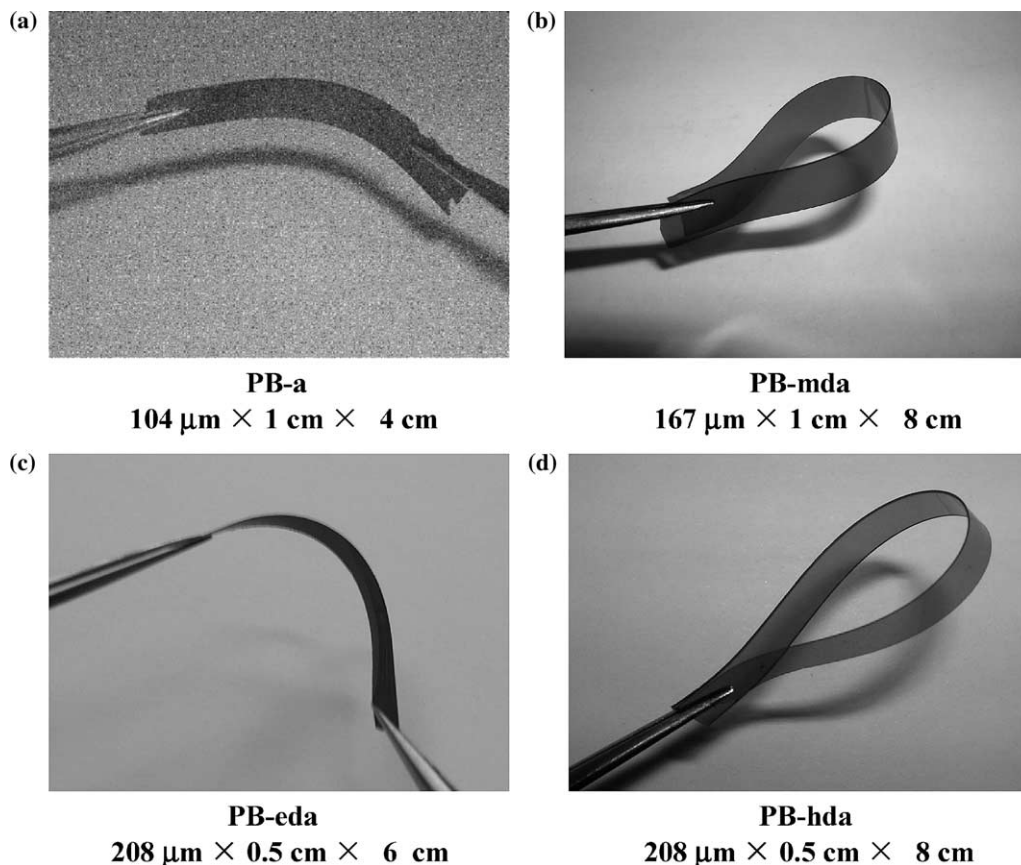 (a)
(b)
PB-a
104 μm × 1 cm × 4 cm
PB-mda
167 μm × 1 cm × 8 cm
(c)
(d)
PB-eda
208 μm × 0.5 cm × 6 cm
PB-hda
208 μm × 0.5 cm × 8 cm